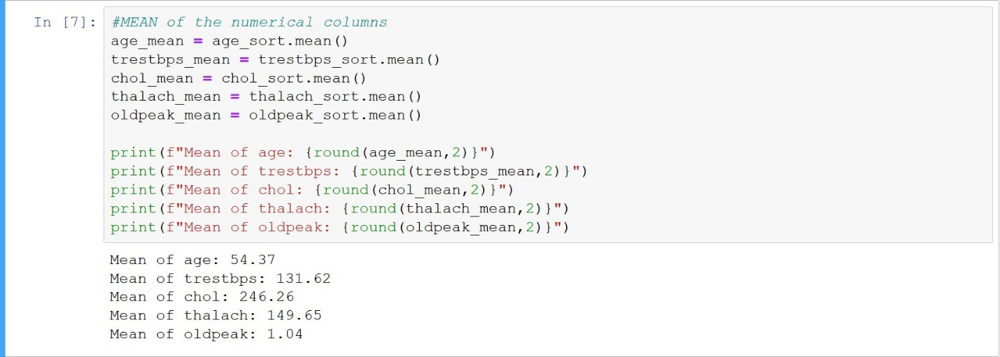 In [7]: #MEAN of the numerical columns
age_mean = age_sort.mean()
trestbps_mean = trestbps_sort.mean()
chol_mean = chol_sort.mean()
thalach_mean = thalach_sort.mean()
oldpeak_mean = oldpeak_sort.mean()
print(f"Mean of age: {round(age_mean,2)}")
print(f"Mean of trestbps: {round(trestbps_mean,2)}")
print(f"Mean of chol: {round(chol_mean,2)}")
print(f"Mean of thalach: {round(thalach_mean,2)}")
print(f"Mean of oldpeak: {round(oldpeak_mean,2)}")
Mean of age: 54.37
Mean of trestbps: 131.62
Mean of chol: 246.26
Mean of thalach: 149.65
Mean of oldpeak: 1.04